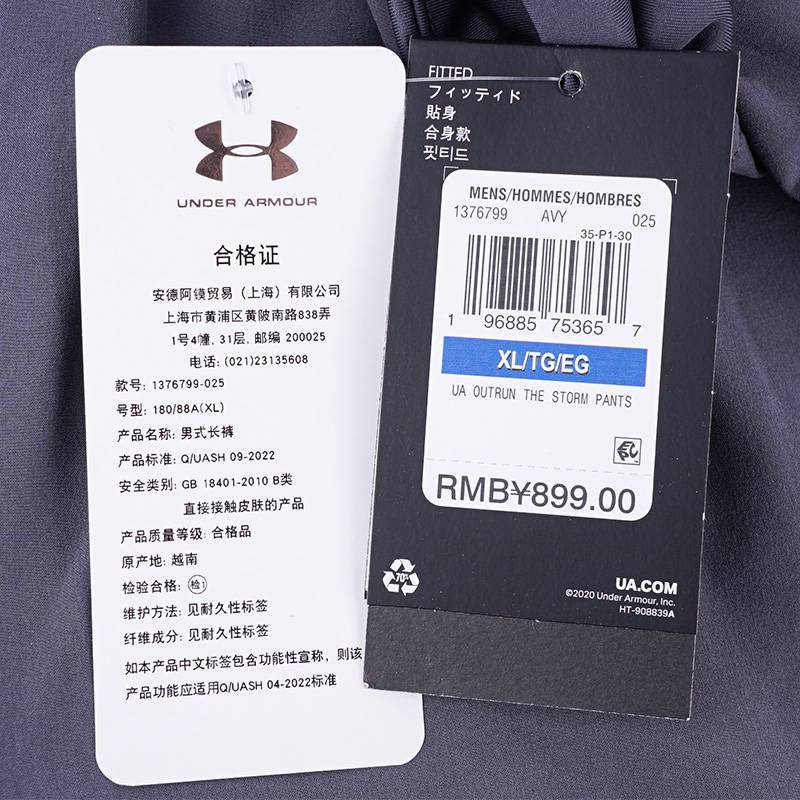 UNDER ARMOUR
合格证
安德阿镆贸易（上海）有限公司
上海市黄浦区黄陂南路838弄
1号4幢, 31层, 邮编 200025
电话: (021)23135608
款号: 1376799-025
号型: 180/88A(XL)
产品名称: 男式长裤
产品标准: Q/UASH 09-2022
安全类别: GB 18401-2010 B类
直接接触皮肤的产品
产品质量等级: 合格品
原产地: 越南
检验合格: 检1
维护方法: 见耐久性标签
纤维成分: 见耐久性标签
如本产品中文标签包含功能性宣称，则该
产品功能应适用Q/UASH 04-2022标准
FITTED
フィッティド
貼身
合身款
핏티드
MENS/HOMMES/HOMBRES
1376799 AVY 025
35-P1-30
1 96885 75365 7
XL/TG/EG
UA OUTRUN THE STORM PANTS
RMB¥899.00
70%
UA.COM
©2020 Under Armour, Inc.
HT-908839A